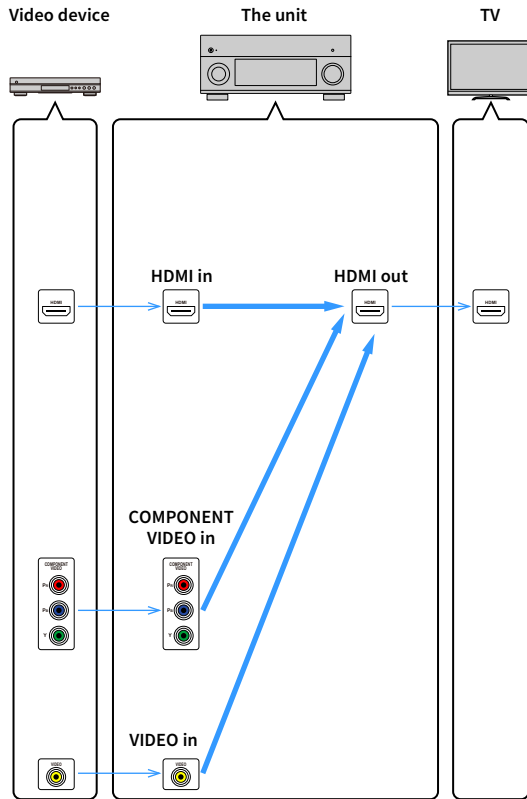 Video device
The unit
TV
HDMI in
HDMI out
HDMI
HDMI
HDMI
HDMI
COMPONENT
VIDEO in
COMPONENT
VIDEO
PR
PB
Y
COMPONENT
VIDEO
PR
PB
Y
VIDEO in
VIDEO
VIDEO